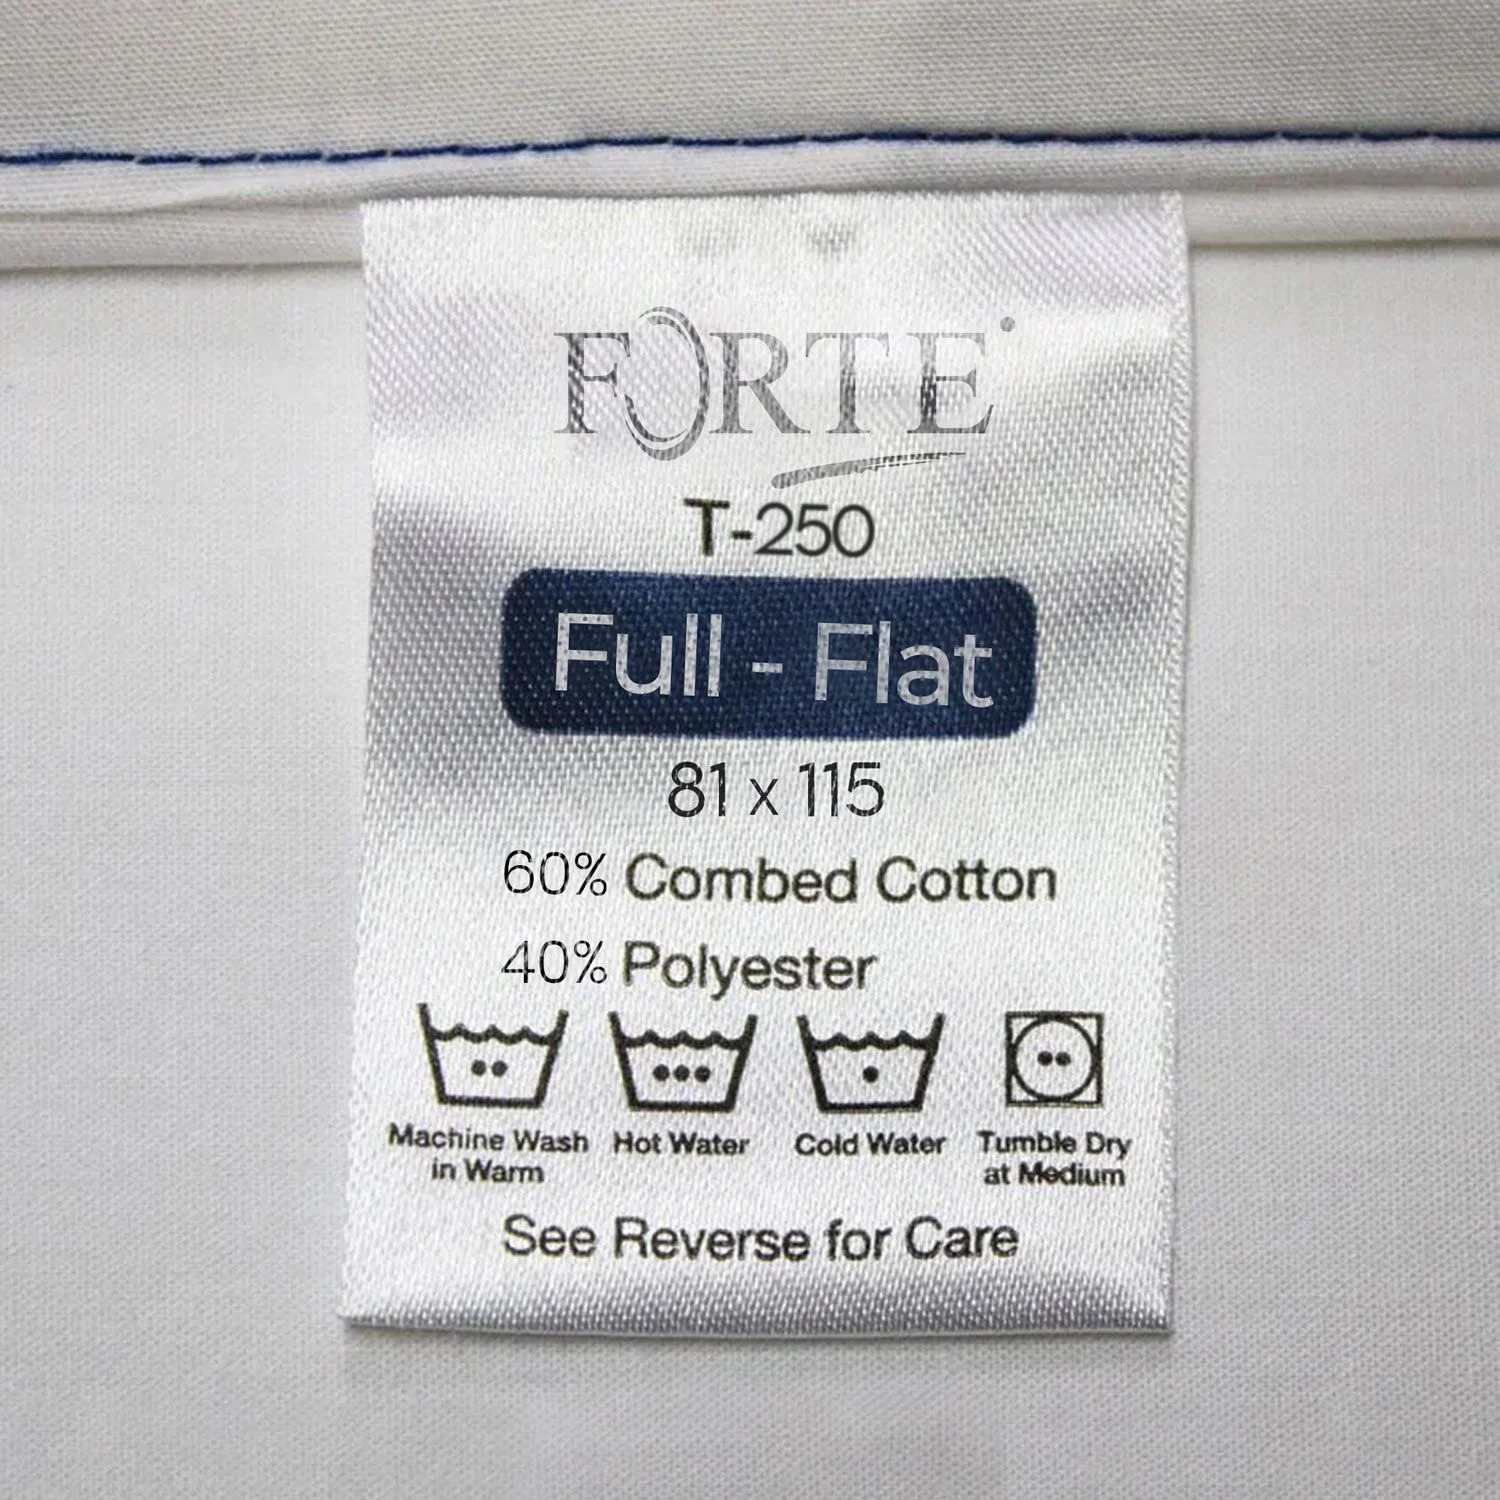 FORTE
T-250
Full - Flat
81 x 115
60% Combed Cotton
40% Polyester
Machine Wash in Warm
Hot Water
Cold Water
Tumble Dry at Medium
See Reverse for Care